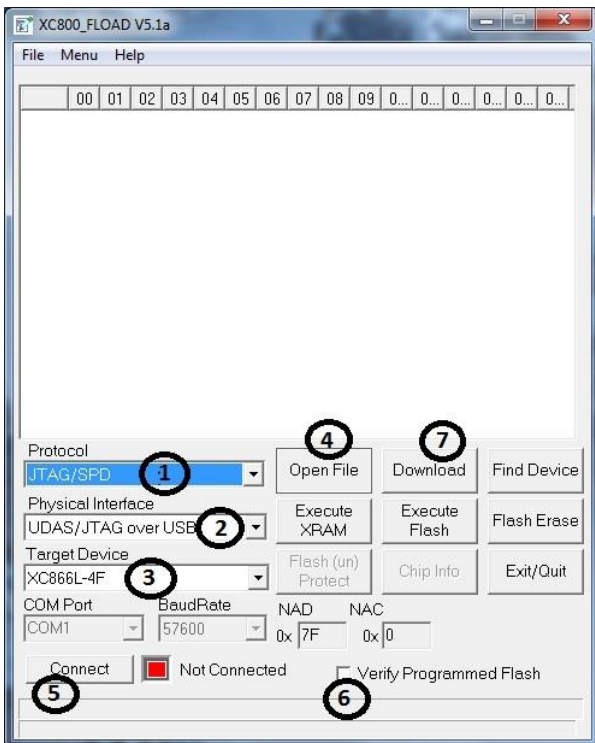 XC800_FLOAD V5.1a
File Menu Help
00 01 02 03 04 05 06 07 08 09 0... 0... 0... 0... 0... 0...
4 7
Protocol
JTAG/SPD 1 Open File Download Find Device
Physical Interface
UDAS/JTAG over USB 2 Execute XRAM Execute Flash Flash Erase
Target Device
XC866L-4F 3 Flash (un) Protect Chip Info Exit/Quit
COM Port BaudRate NAD NAC
COM1 57600 0x 7F 0x 0
Connect Not Connected Verify Programmed Flash
5 6